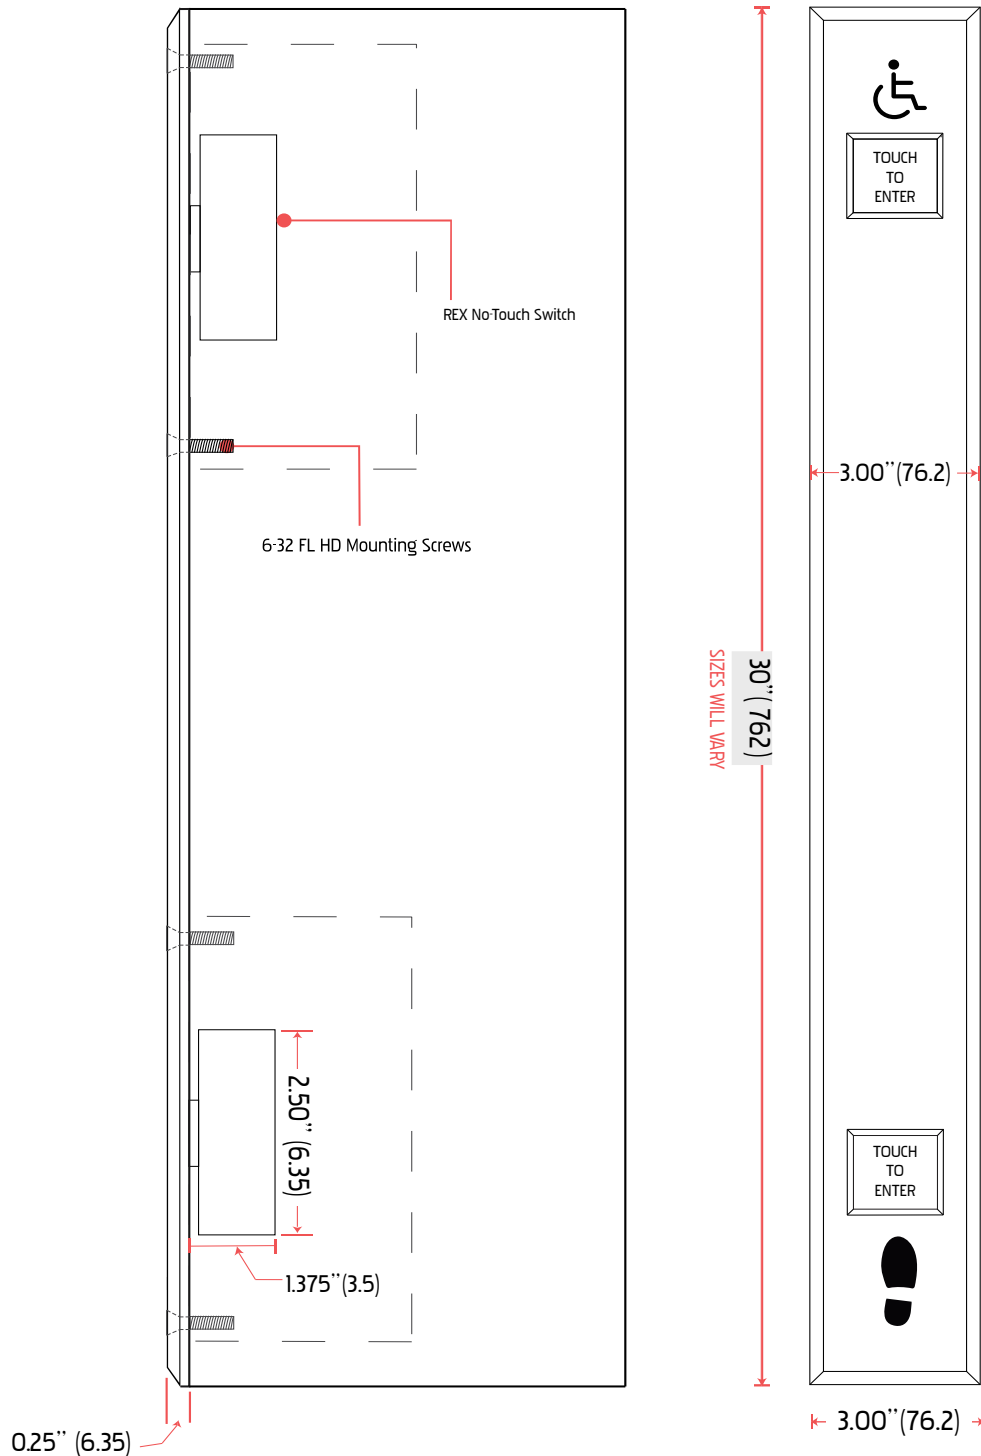 TOUCH
TO
ENTER
REX No-Touch Switch
3.00’’(76.2)
6-32 FL HD Mounting Screws
30’’( 762)
SIZES WILL VARY
2.50’’ (6.35)
TOUCH
TO
ENTER
1.375’’(3.5)
3.00’’(76.2)
0.25’’ (6.35)